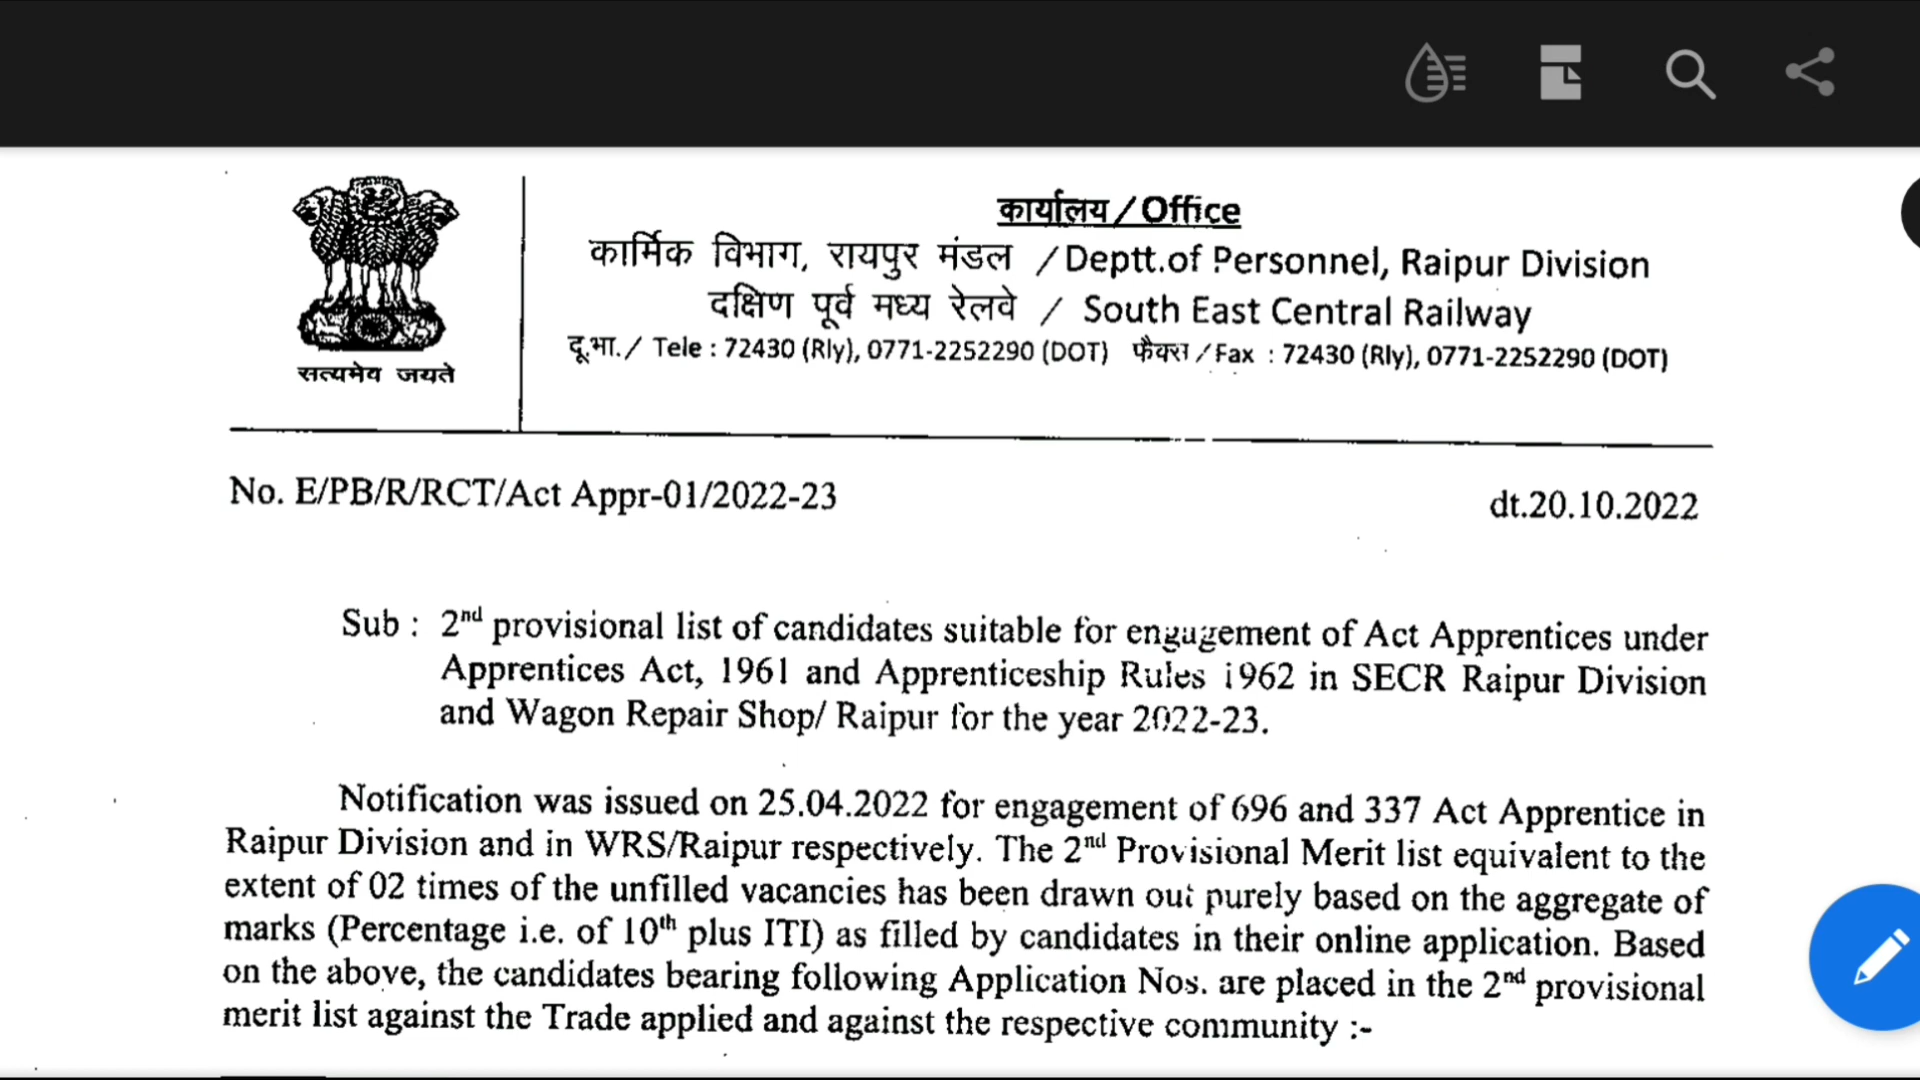 सत्यमेव जयते
कार्यालय/Office
कार्मिक विभाग, रायपुर मंडल /Deptt.of Personnel, Raipur Division
दक्षिण पूर्व मध्य रेलवे / South East Central Railway
दू.भा./ Tele : 72430 (Rly), 0771-2252290 (DOT) फैक्स/Fax : 72430 (Rly), 0771-2252290 (DOT)
No. E/PB/R/RCT/Act Appr-01/2022-23 dt.20.10.2022
Sub : 2nd provisional list of candidates suitable for engagement of Act Apprentices under
Apprentices Act, 1961 and Apprenticeship Rules 1962 in SECR Raipur Division
and Wagon Repair Shop/ Raipur for the year 2022-23.
Notification was issued on 25.04.2022 for engagement of 696 and 337 Act Apprentice in
Raipur Division and in WRS/Raipur respectively. The 2nd Provisional Merit list equivalent to the
extent of 02 times of the unfilled vacancies has been drawn out purely based on the aggregate of
marks (Percentage i.e. of 10th plus ITI) as filled by candidates in their online application. Based
on the above, the candidates bearing following Application Nos. are placed in the 2nd provisional
merit list against the Trade applied and against the respective community :-